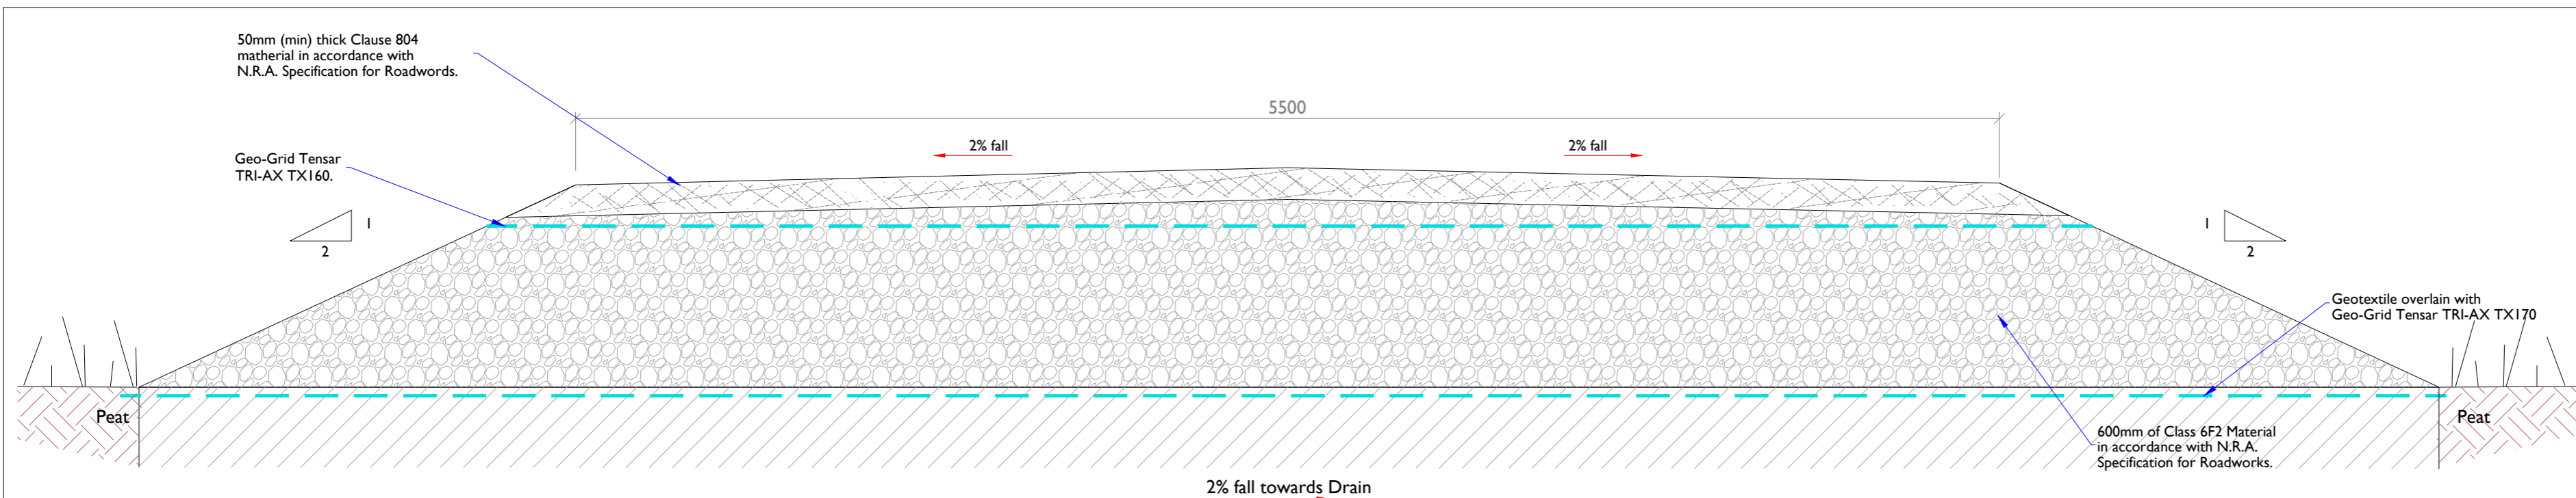 50mm (min) thick Clause 804
matherial in accordance with
N.R.A. Specification for Roadwords.
5500
2% fall
2% fall
Geo-Grid Tensar
TRI-AX TX160.
1
2
1
2
Geotextile overlain with
Geo-Grid Tensar TRI-AX TX170
Peat
Peat
600mm of Class 6F2 Material
in accordance with N.R.A.
Specification for Roadworks.
2% fall towards Drain